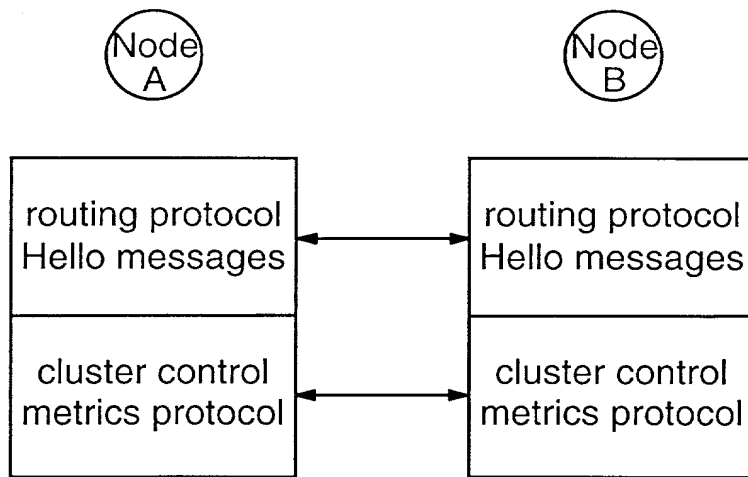 Node
A
Node
B
routing protocol
Hello messages
routing protocol
Hello messages
cluster control
metrics protocol
cluster control
metrics protocol